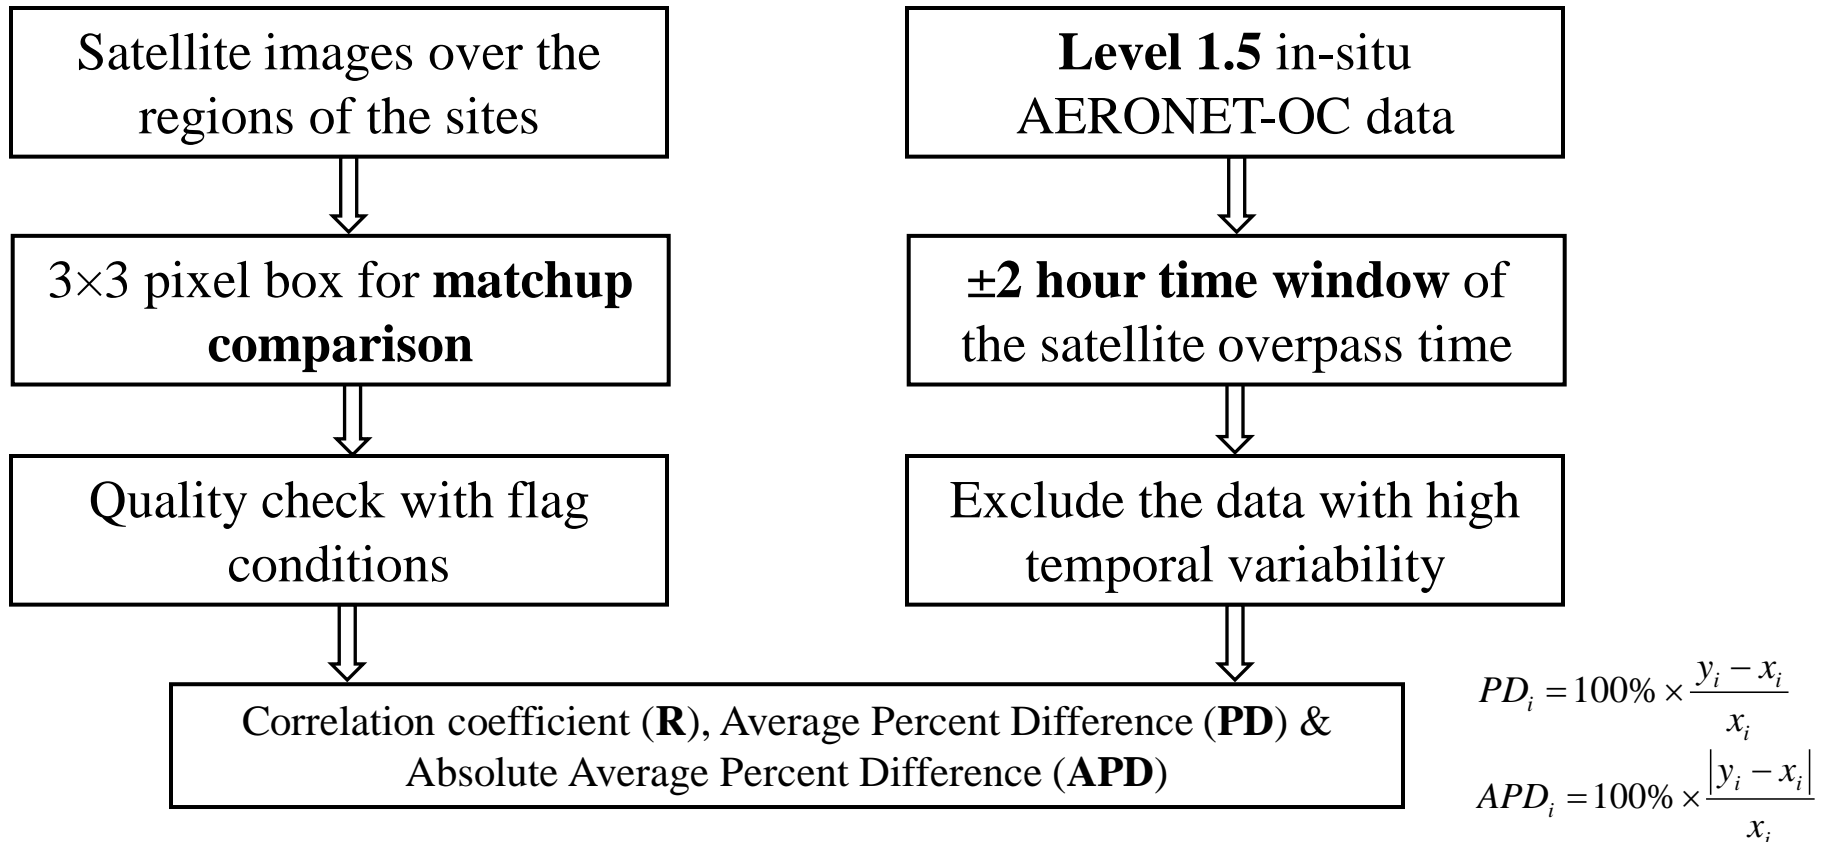 Satellite images over the
regions of the sites
3×3 pixel box for matchup
comparison
Quality check with flag
conditions
Level 1.5 in-situ
AERONET-OC data
±2 hour time window of
the satellite overpass time
Exclude the data with high
temporal variability
Correlation coefficient (R), Average Percent Difference (PD) &
Absolute Average Percent Difference (APD)
PD_i = 100% × (y_i − x_i) / x_i
APD_i = 100% × |y_i − x_i| / x_i